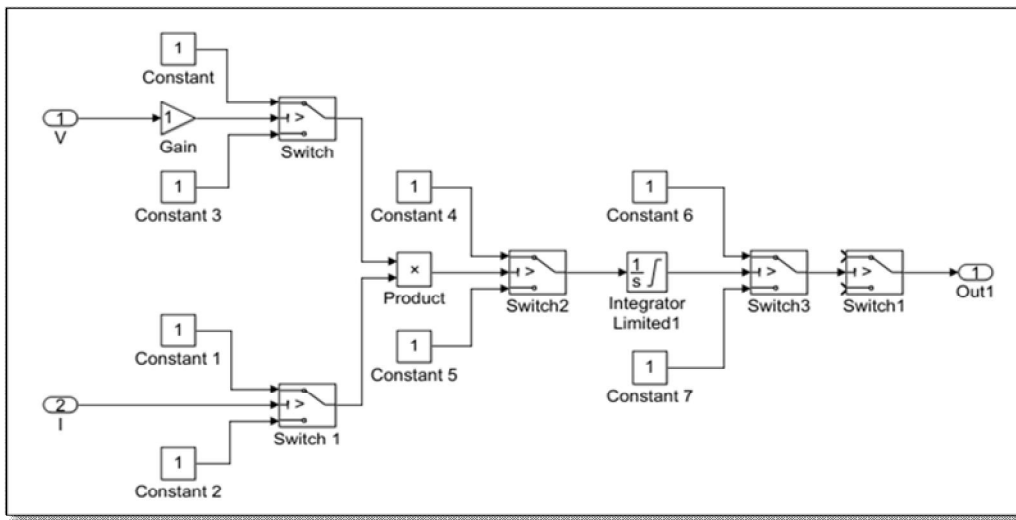 1
Constant
1
V
1
Gain
>
Switch
1
Constant 3
1
Constant 4
1
Constant 6
×
Product
>
Switch2
1
s
Integrator
Limited1
>
Switch3
>
Switch1
1
Out1
1
Constant 1
1
Constant 5
1
Constant 7
2
I
>
Switch 1
1
Constant 2